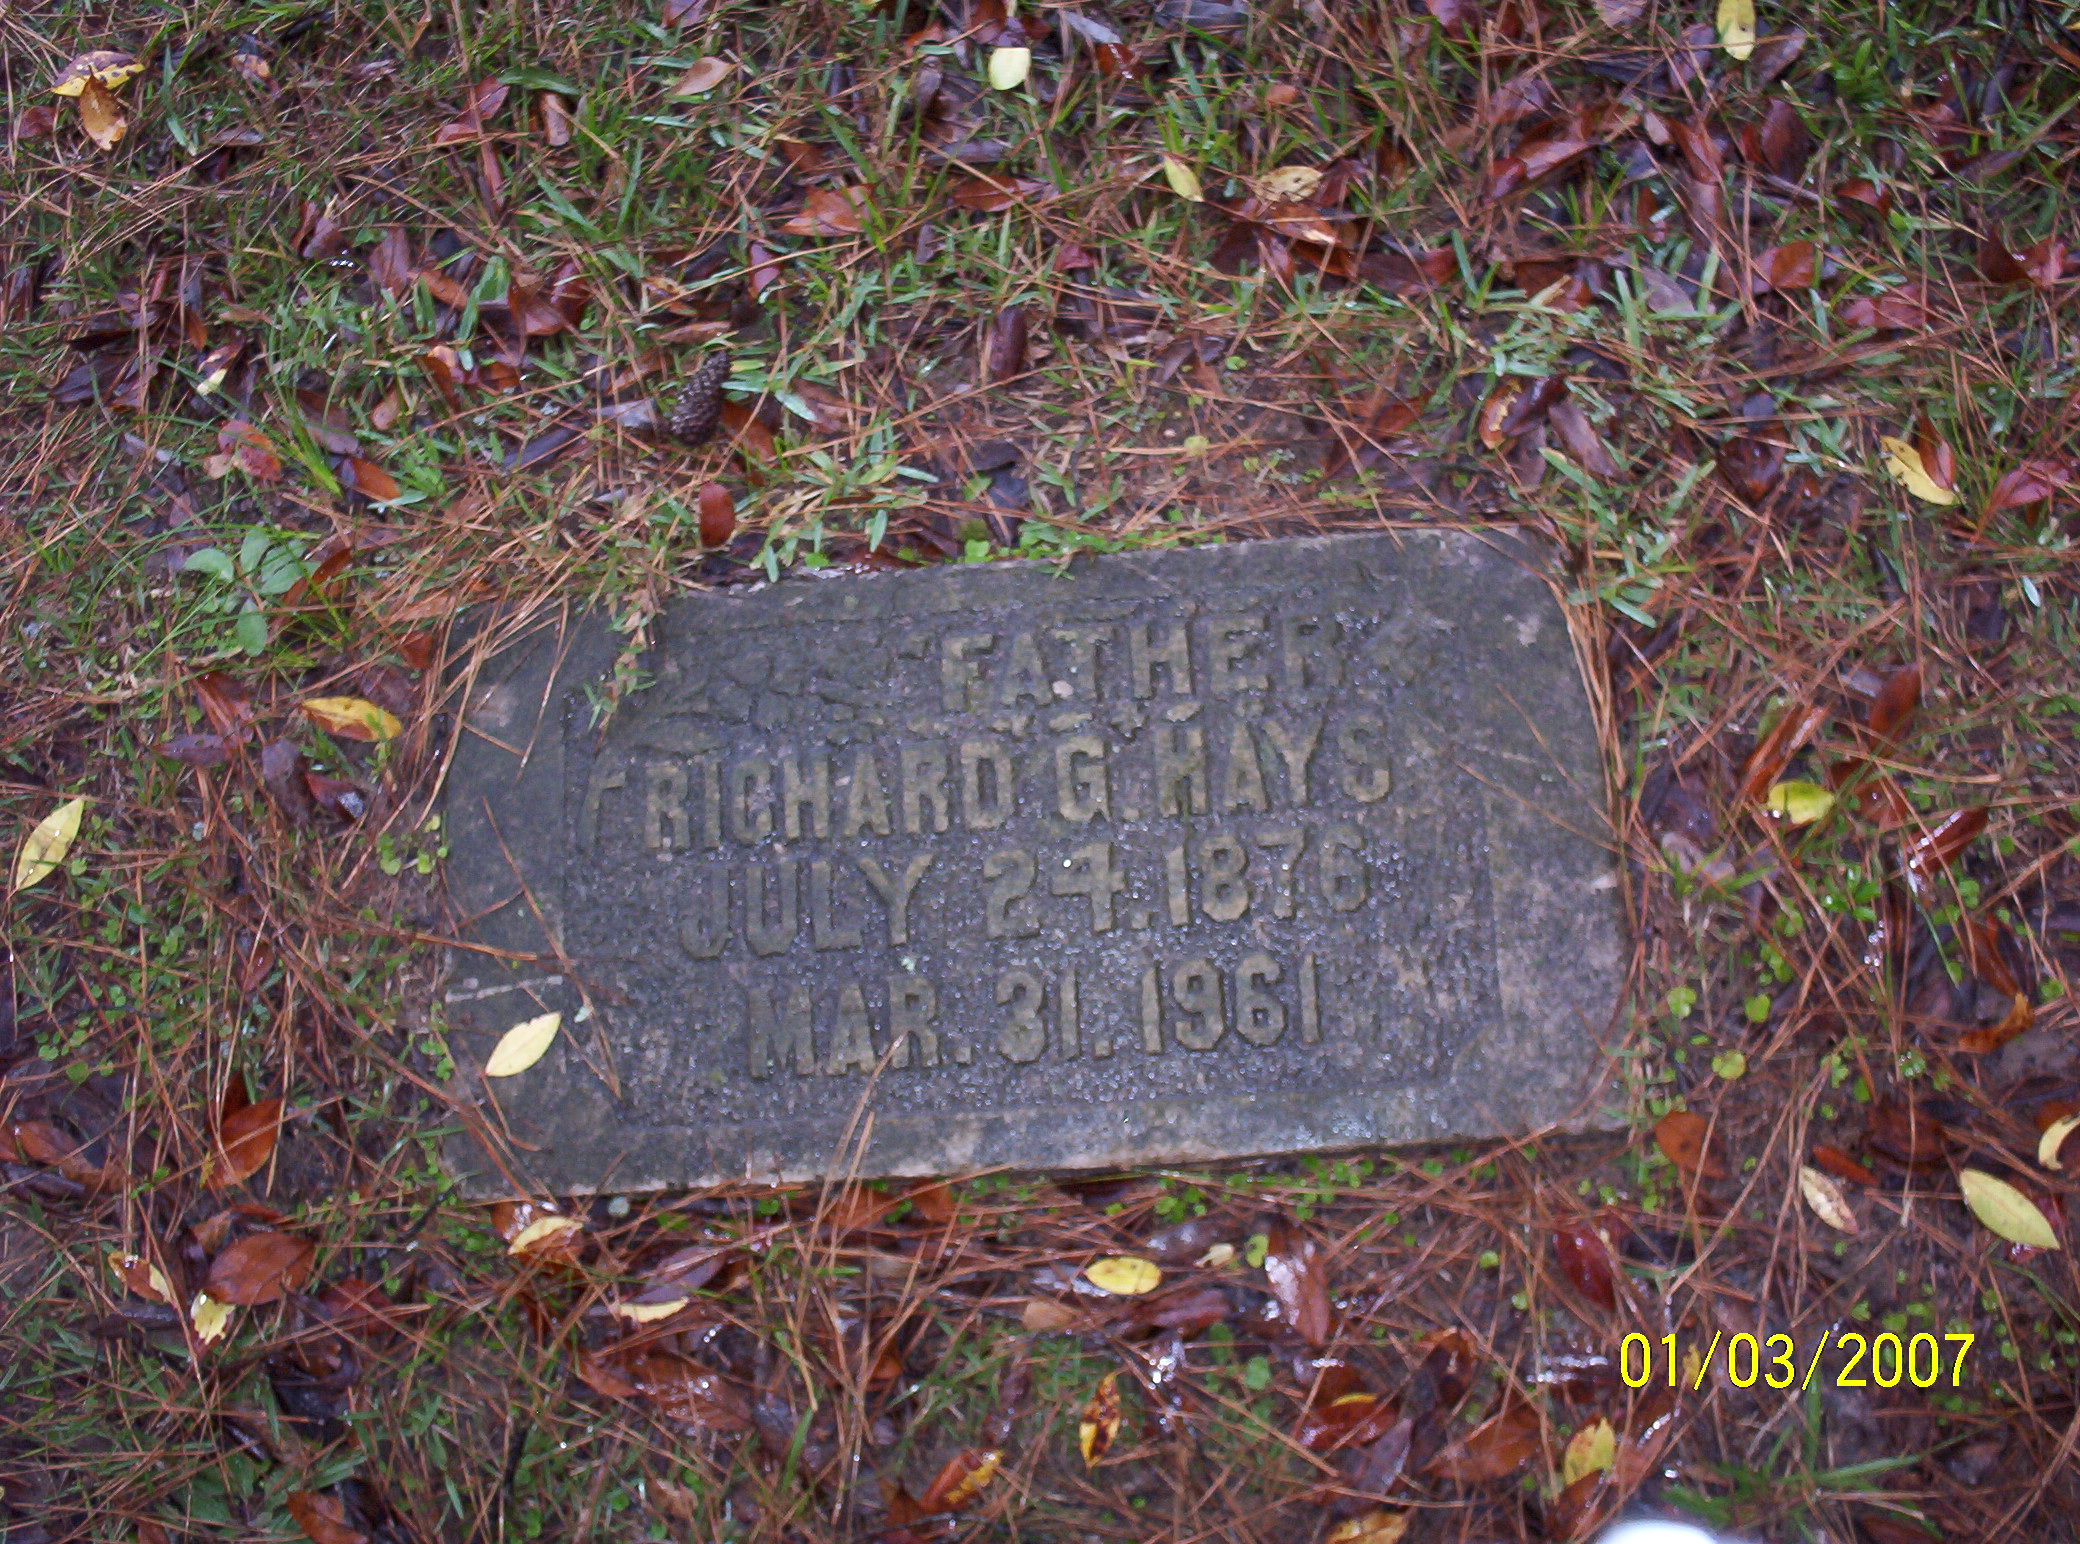 FATHER
RICHARD G. HAYS
JULY 24. 1876
MAR. 31. 1961
01/03/2007